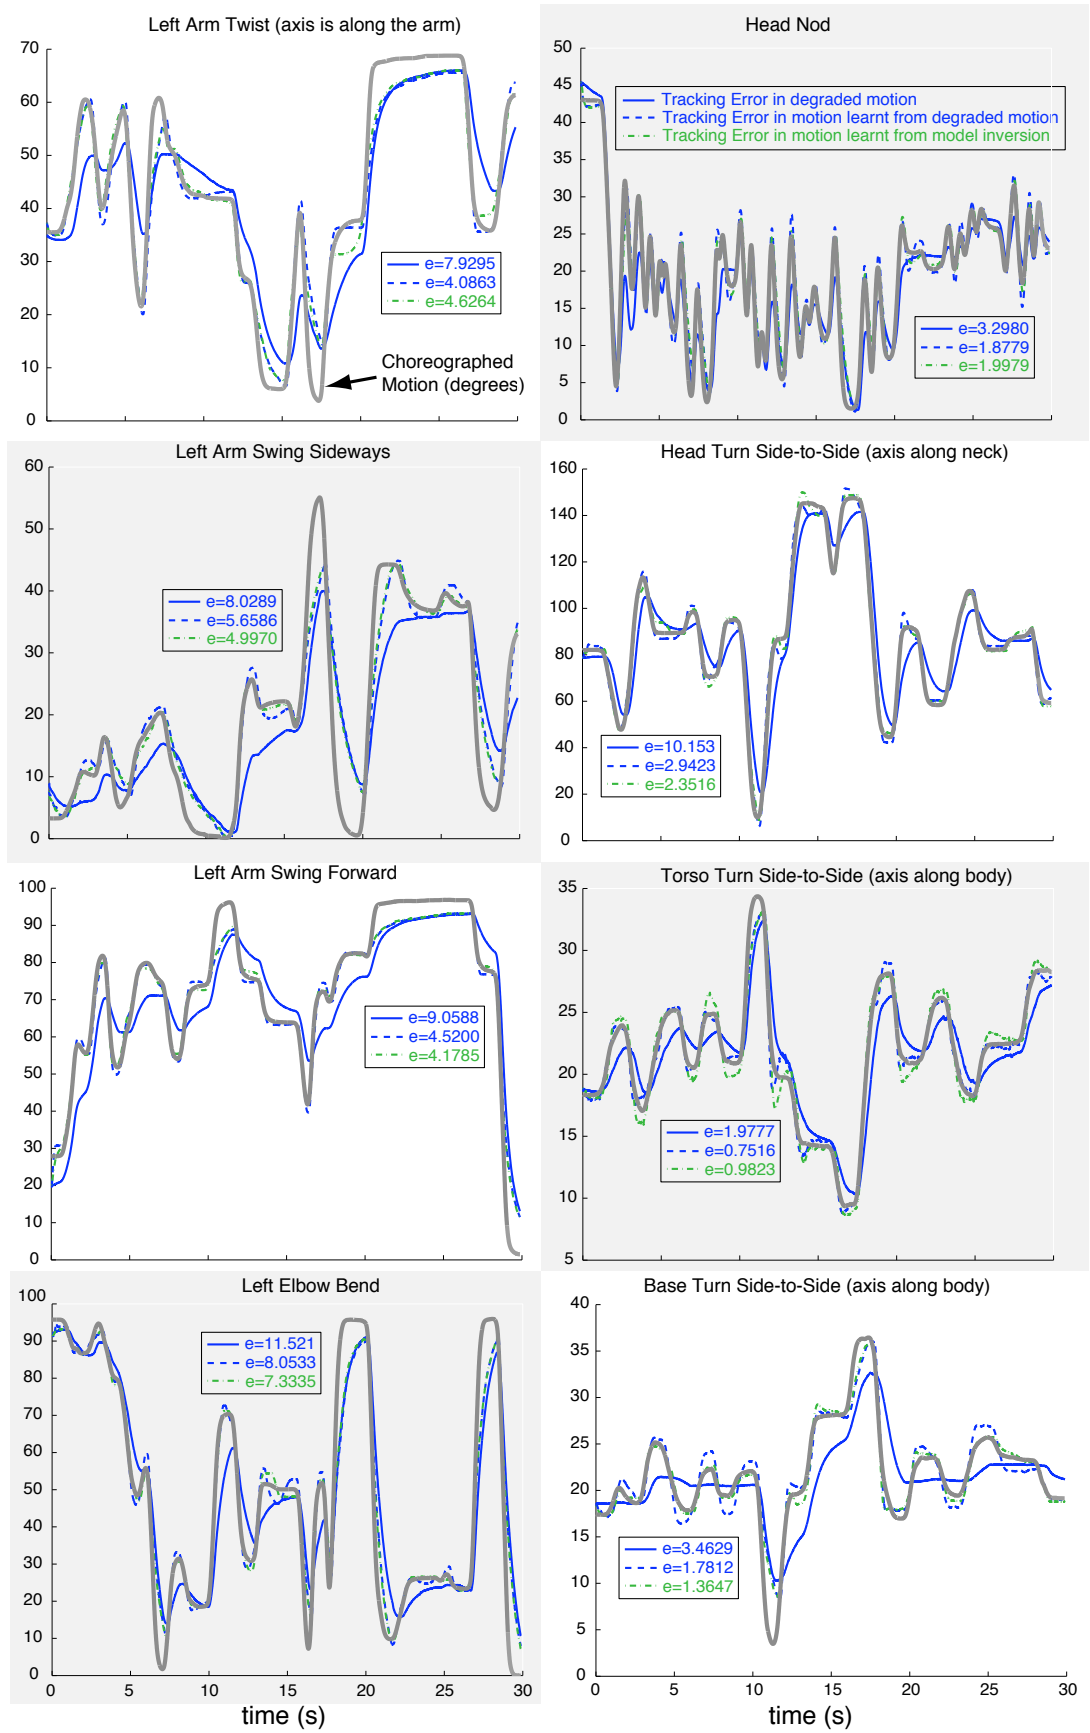 Left Arm Twist (axis is along the arm)
70
60
50
40
30
20
10
0
e=7.9295
e=4.0863
e=4.6264
Choreographed
Motion (degrees)
Head Nod
50
45
40
35
30
25
20
15
10
5
0
Tracking Error in degraded motion
Tracking Error in motion learnt from degraded motion
Tracking Error in motion learnt from model inversion
e=3.2980
e=1.8779
e=1.9979
Left Arm Swing Sideways
60
50
40
30
20
10
0
e=8.0289
e=5.6586
e=4.9970
Head Turn Side-to-Side (axis along neck)
160
140
120
100
80
60
40
20
0
e=10.153
e=2.9423
e=2.3516
Left Arm Swing Forward
100
90
80
70
60
50
40
30
20
10
0
e=9.0588
e=4.5200
e=4.1785
Torso Turn Side-to-Side (axis along body)
35
30
25
20
15
10
5
e=1.9777
e=0.7516
e=0.9823
Left Elbow Bend
100
90
80
70
60
50
40
30
20
10
0
e=11.521
e=8.0533
e=7.3335
0 5 10 15 20 25 30
time (s)
Base Turn Side-to-Side (axis along body)
40
35
30
25
20
15
10
5
0
e=3.4629
e=1.7812
e=1.3647
0 5 10 15 20 25 30
time (s)